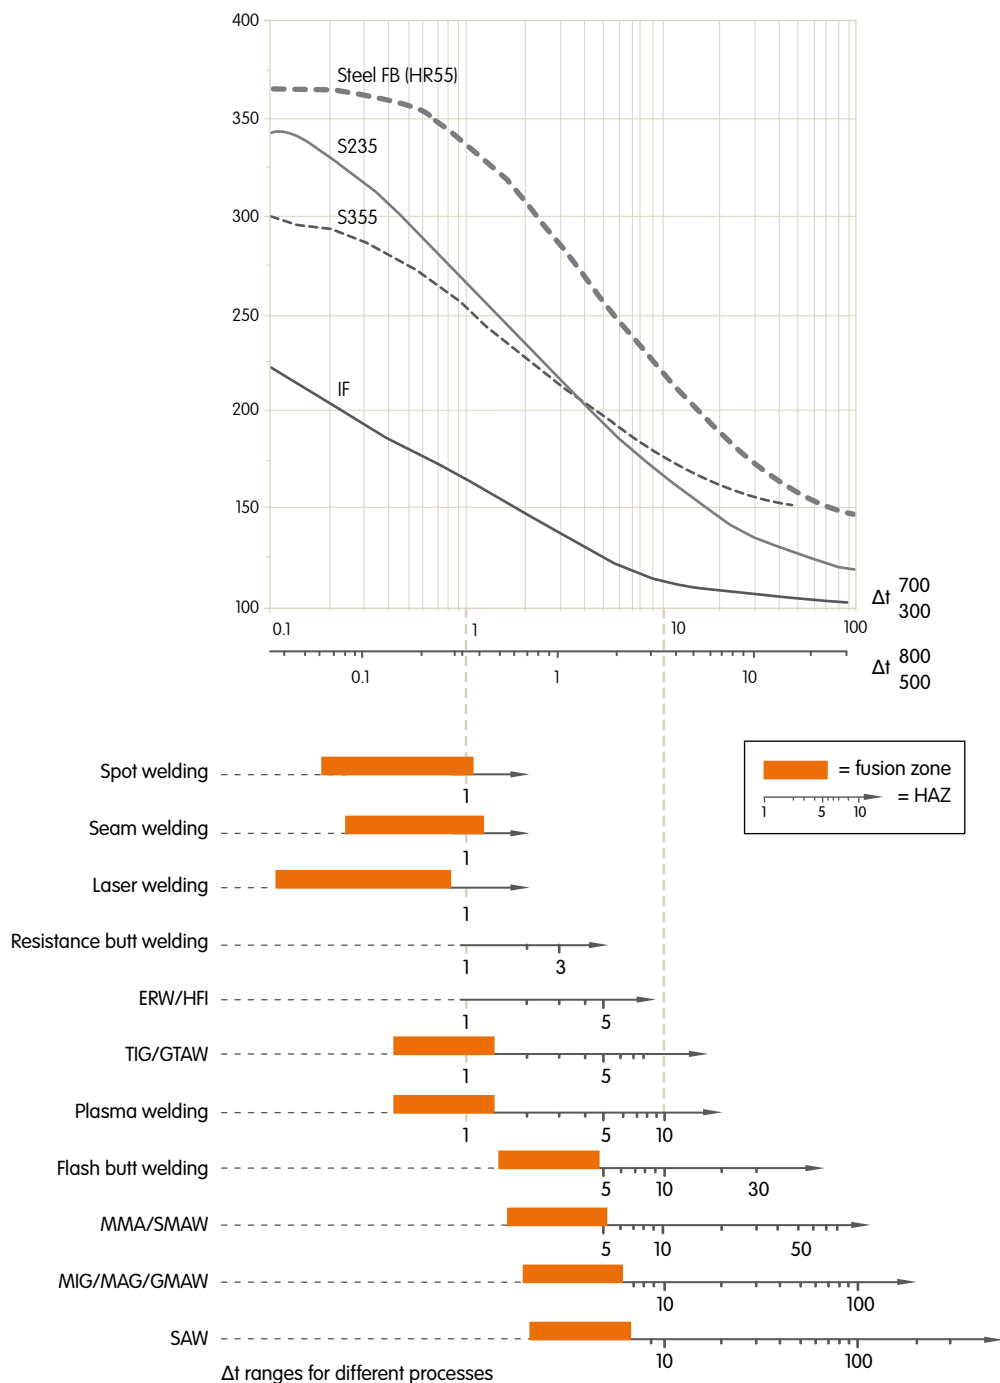 400
Steel FB (HR55)
350
S235
S355
300
250
IF
200
150
100
Δt 700
300
0.1 1 10 100
Δt 800
500
0.1 1 10
Spot welding
1
= fusion zone
= HAZ
1 5 10
Seam welding
1
Laser welding
1
Resistance butt welding
1 3
ERW/HFI
1 5
TIG/GTAW
1 5
Plasma welding
1 5 10
Flash butt welding
5 10 30
MMA/SMAW
5 10 50
MIG/MAG/GMAW
10 100
SAW
10 100
Δt ranges for different processes